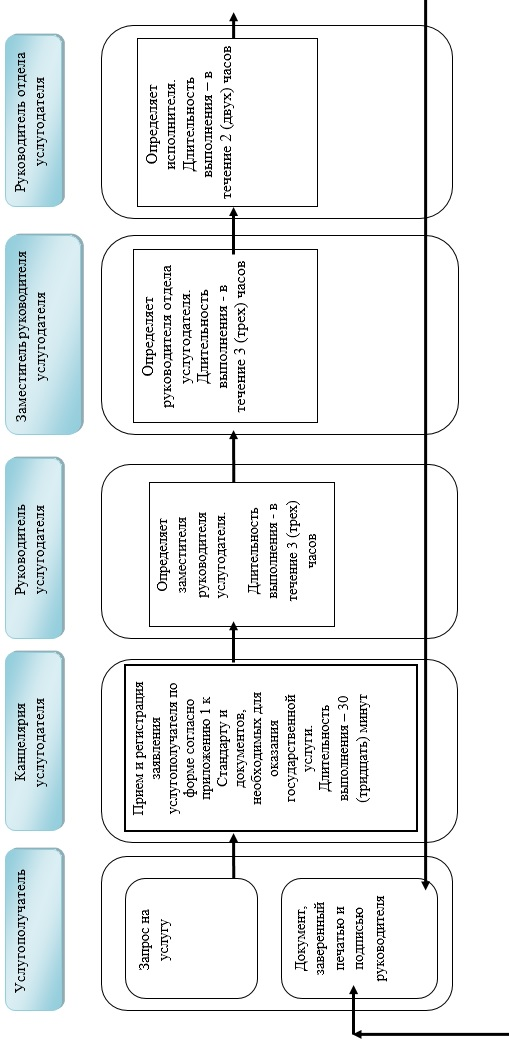 Услугополучатель
Канцелярия
услугодателя
Руководитель
услугодателя
Заместитель руководителя
услугодателя
Руководитель отдела
услугодателя
Запрос на
услугу
Документ,
заверенный
печатью и
подписью
руководителя
Прием и регистрация
заявления
услугополучателя по
форме согласно
приложению 1 к
Стандарту и
документов,
необходимых для
оказания
государственной
услуги.
Длительность
выполнения – 30
(тридцать) минут
Определяет
заместителя
руководителя
услугодателя.
Длительность
выполнения - в
течение 3 (трех)
часов
Определяет
руководителя отдела
услугодателя.
Длительность
выполнения - в
течение 3 (трех) часов
Определяет
исполнителя.
Длительность
выполнения – в
течение 2 (двух) часов